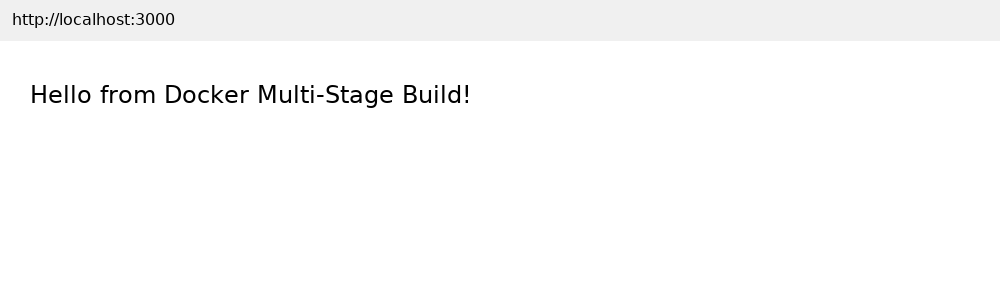 http://localhost:3000
Hello from Docker Multi-Stage Build!